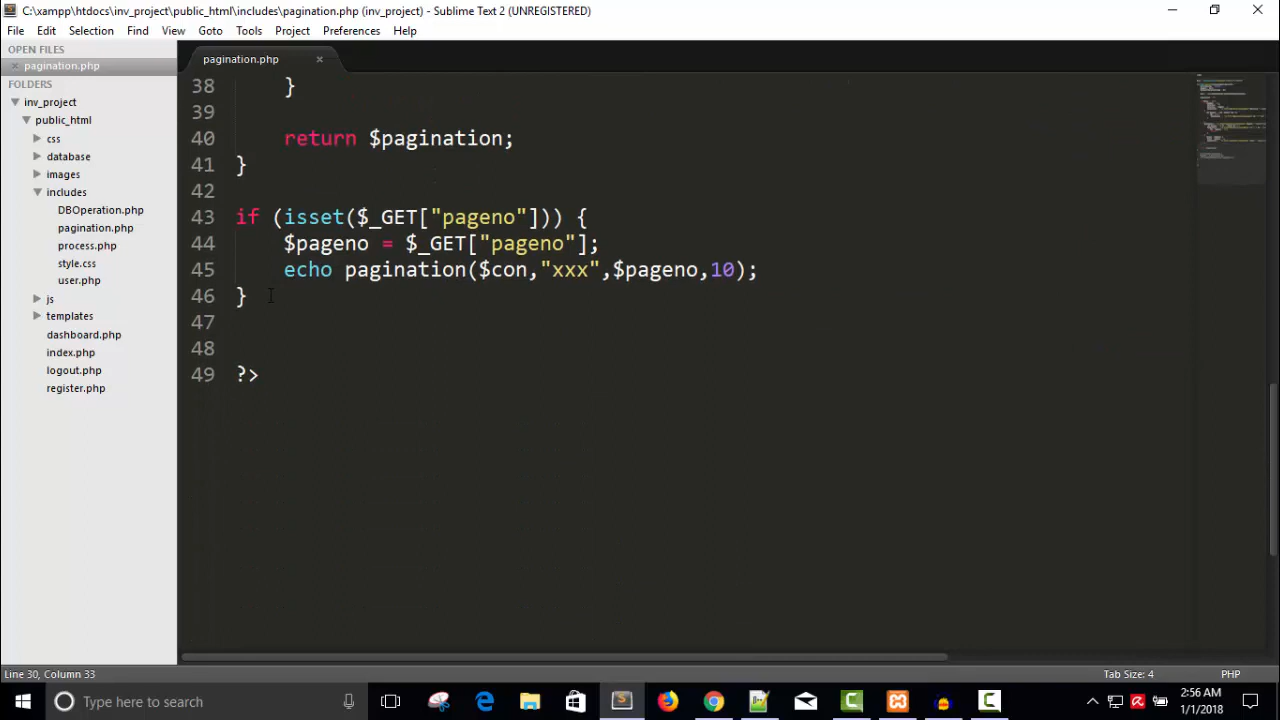 C:\xampp\htdocs\inv_project\public_html\includes\pagination.php (inv_project) - Sublime Text 2 (UNREGISTERED)
File Edit Selection Find View Goto Tools Project Preferences Help
OPEN FILES
pagination.php
FOLDERS
inv_project
public_html
css
database
images
includes
DBOperation.php
pagination.php
process.php
style.css
user.php
js
templates
dashboard.php
index.php
logout.php
register.php
pagination.php
38 }
39
40 return $pagination;
41 }
42
43 if (isset($_GET["pageno"])) {
44 $pageno = $_GET["pageno"];
45 echo pagination($con,"xxx",$pageno,10);
46 }
47
48
49 ?>
Line 30, Column 33
Tab Size: 4
PHP
Type here to search
2:56 AM
1/1/2018